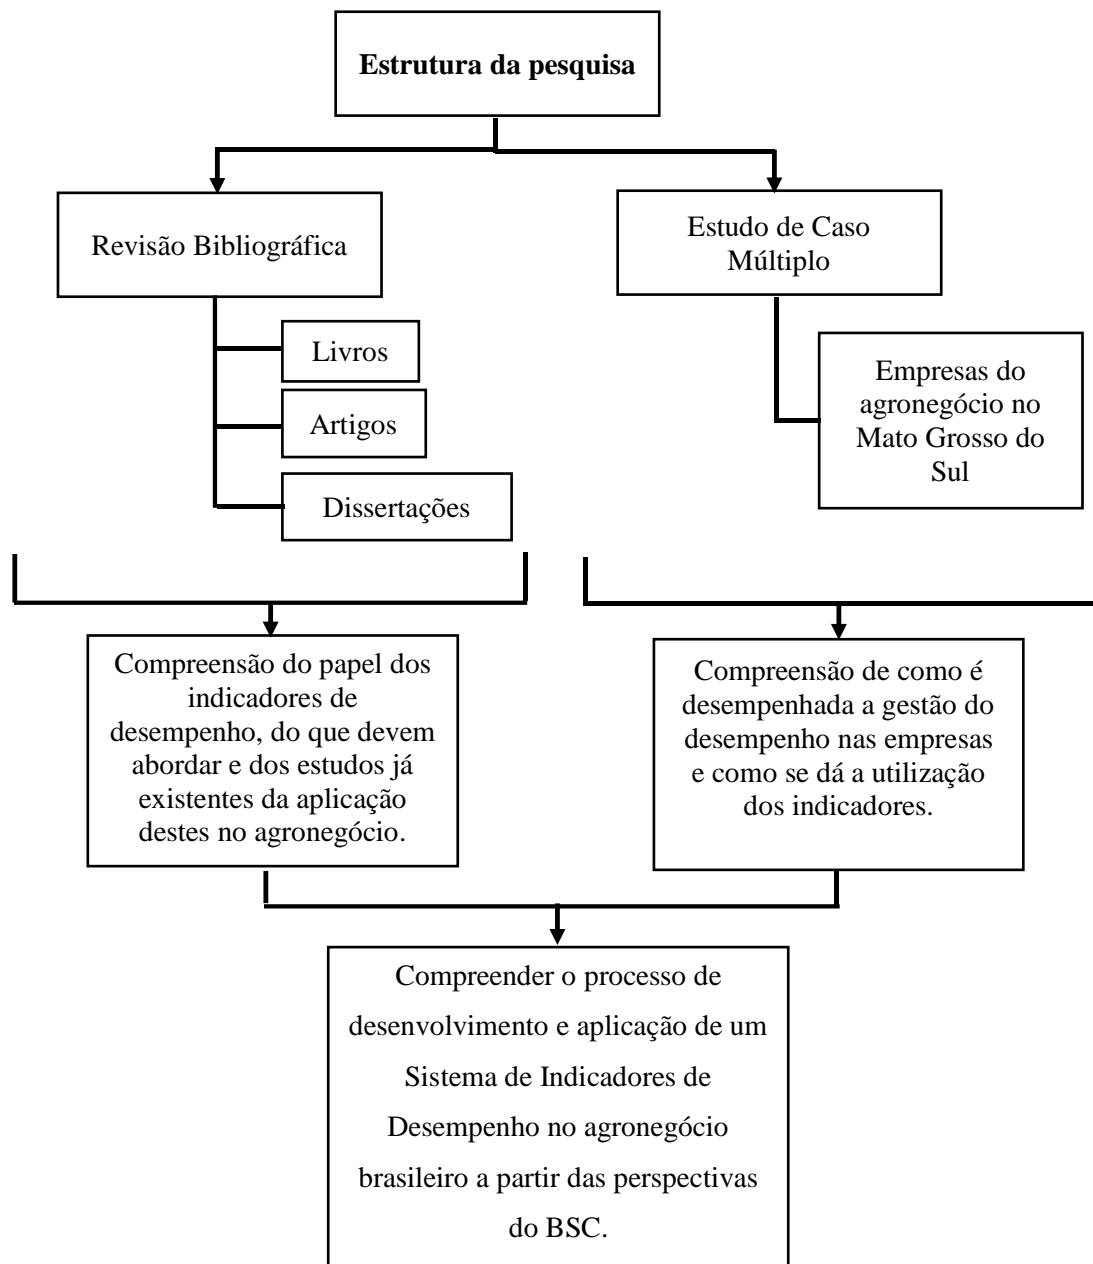 Estrutura da pesquisa
Revisão Bibliográfica
Livros
Artigos
Dissertações
Estudo de Caso
Múltiplo
Empresas do
agronegócio no
Mato Grosso do
Sul
Compreensão do papel dos
indicadores de
desempenho, do que devem
abordar e dos estudos já
existentes da aplicação
destes no agronegócio.
Compreensão de como é
desempenhada a gestão do
desempenho nas empresas
e como se dá a utilização
dos indicadores.
Compreender o processo de
desenvolvimento e aplicação de um
Sistema de Indicadores de
Desempenho no agronegócio
brasileiro a partir das perspectivas
do BSC.